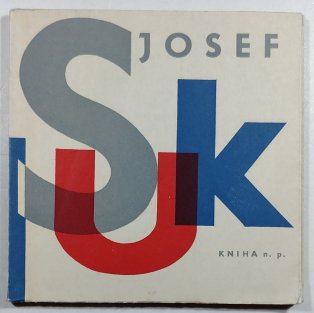 JOSEF
Suk
KNIHA n. p.